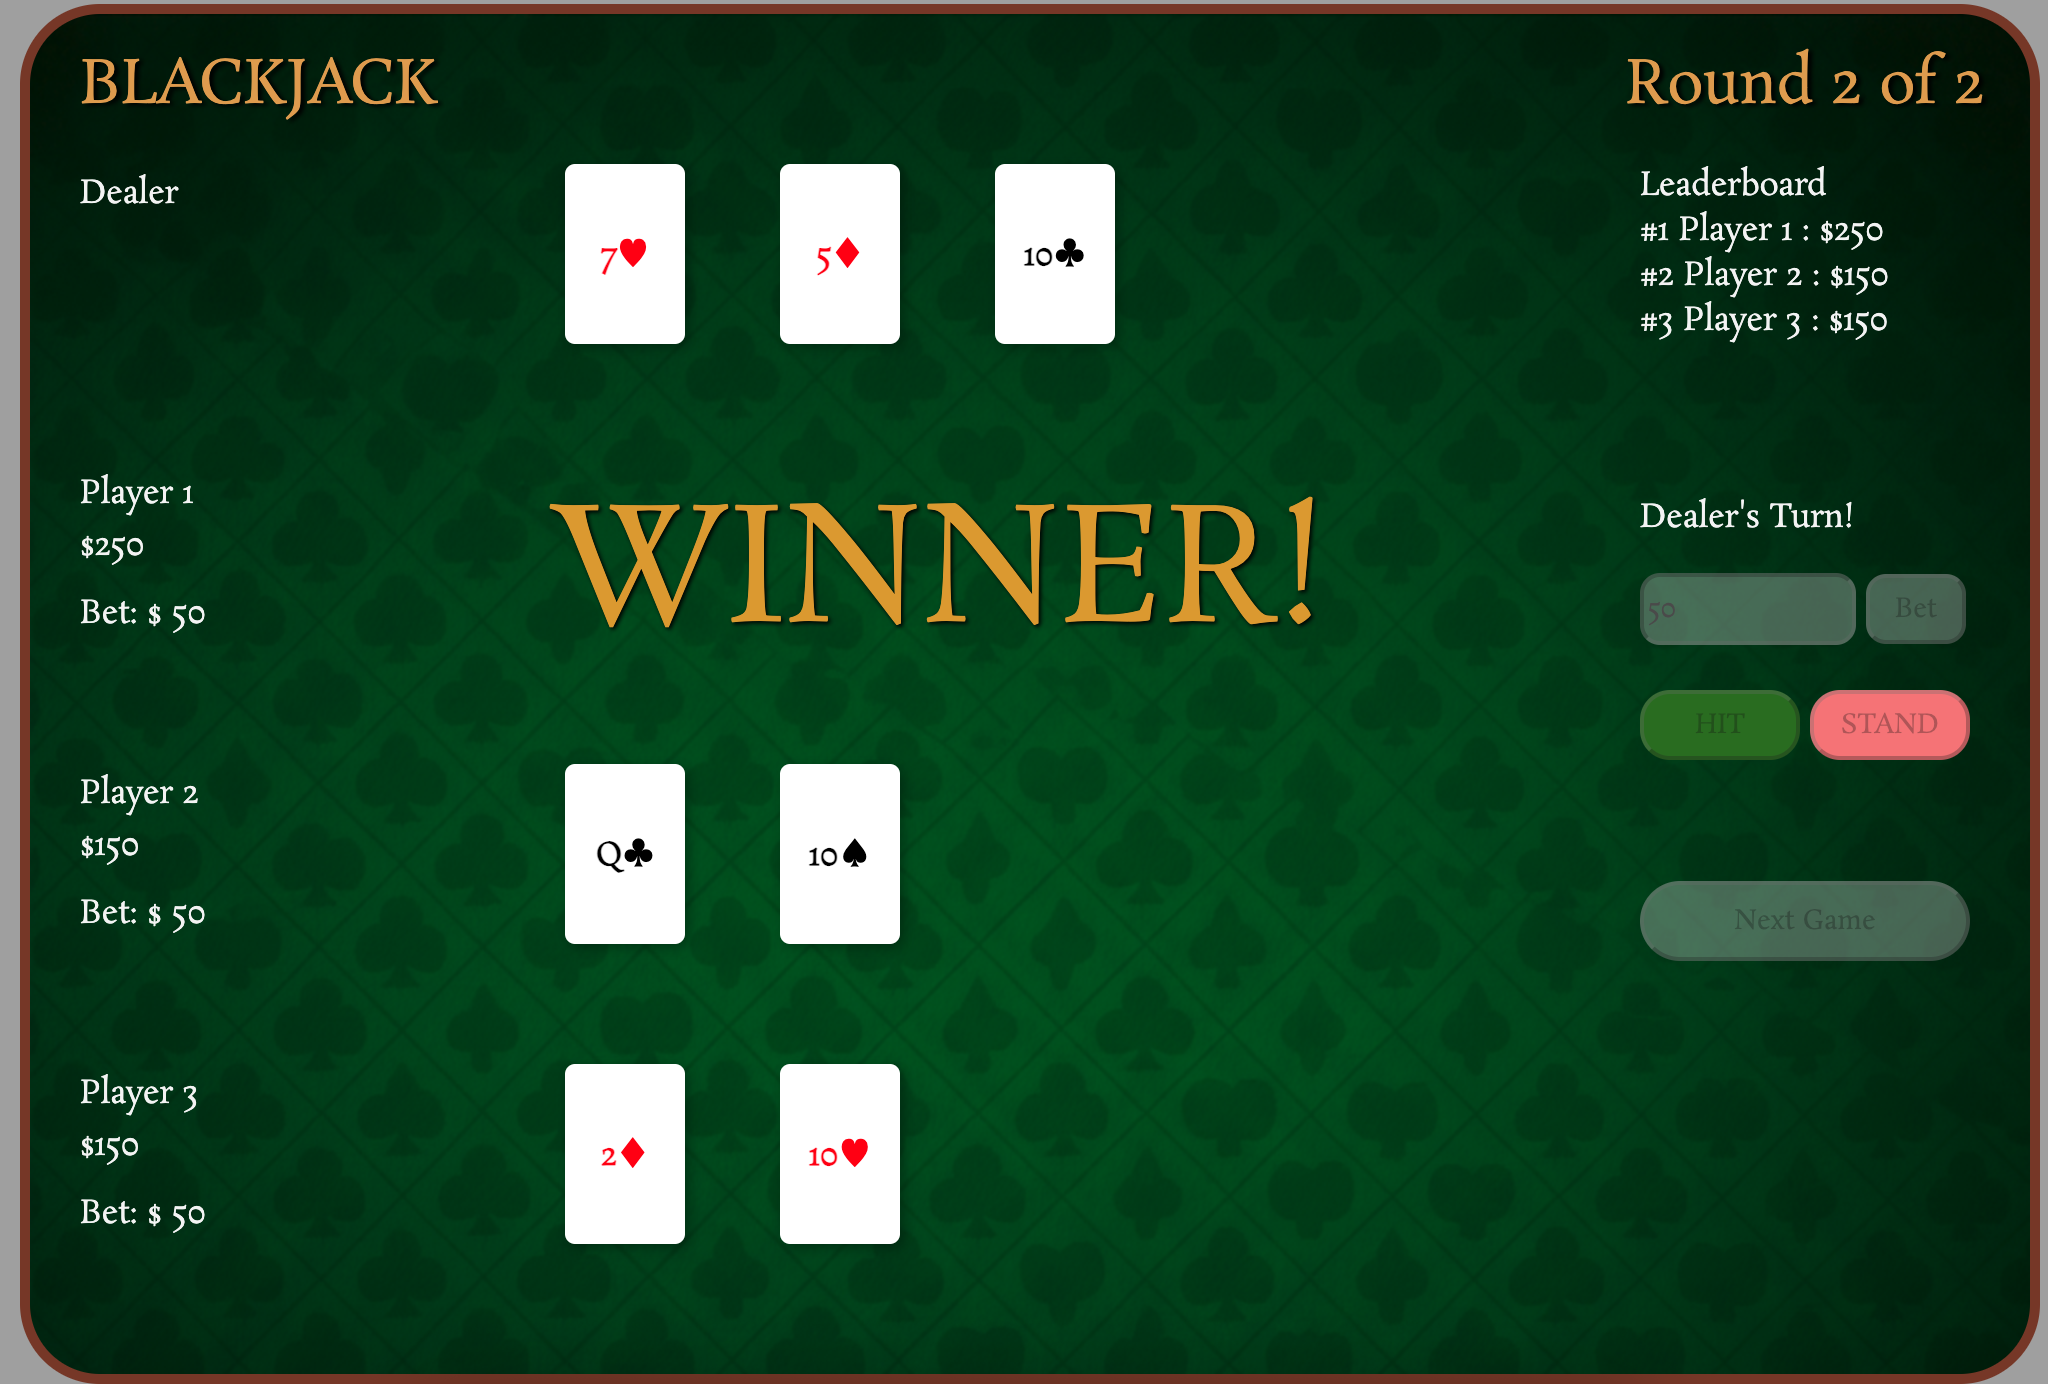 BLACKJACK
Round 2 of 2
Dealer
7♥
5♦
10♣
Leaderboard
#1 Player 1 : $250
#2 Player 2 : $150
#3 Player 3 : $150
Player 1
$250
Bet: $ 50
WINNER!
Dealer's Turn!
50
Bet
HIT
STAND
Player 2
$150
Bet: $ 50
Q♣
10♠
Next Game
Player 3
$150
Bet: $ 50
2♦
10♥